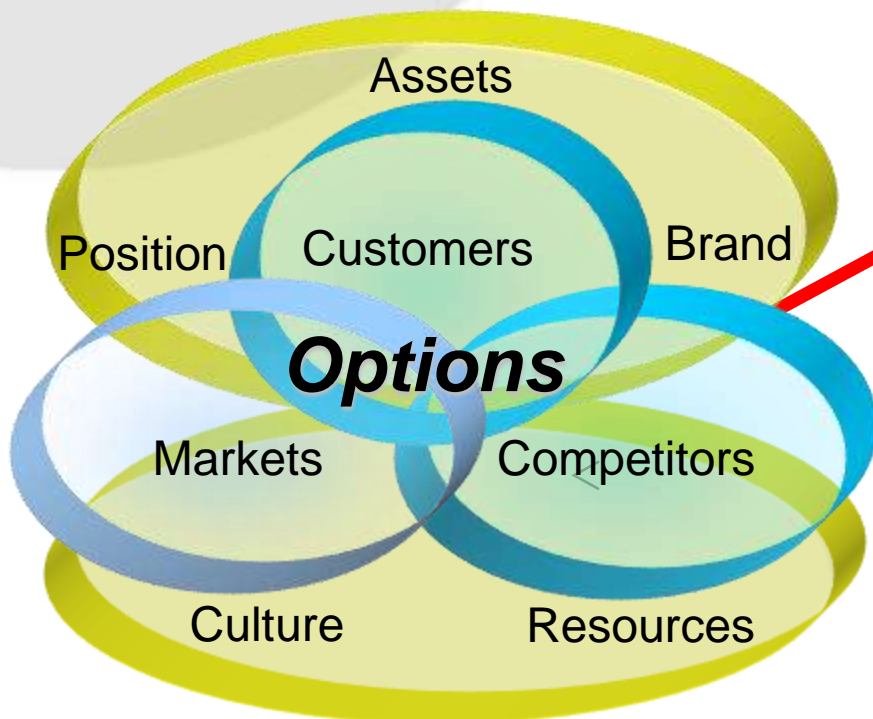 Assets
Position
Customers
Brand
Options
Markets
Competitors
Culture
Resources